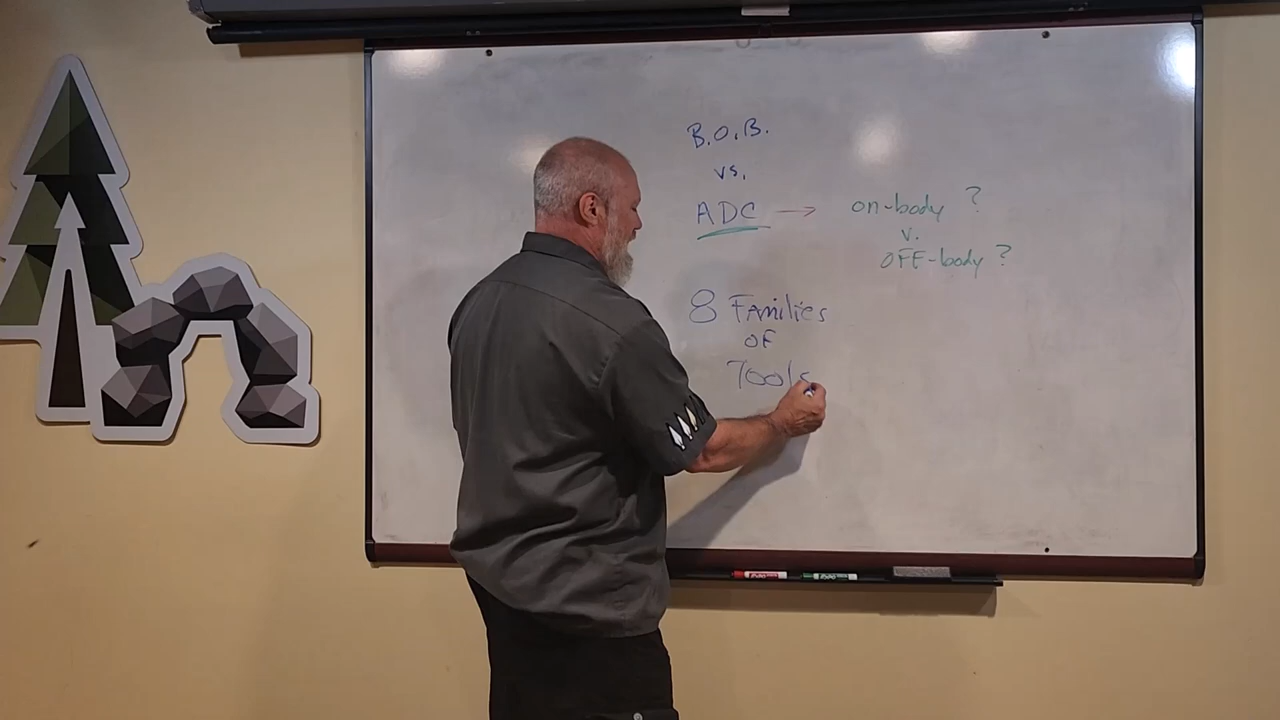 B.O.B.
vs.
ADC → on-body ?
v.
OFF-body ?
8 Families
OF
Tools